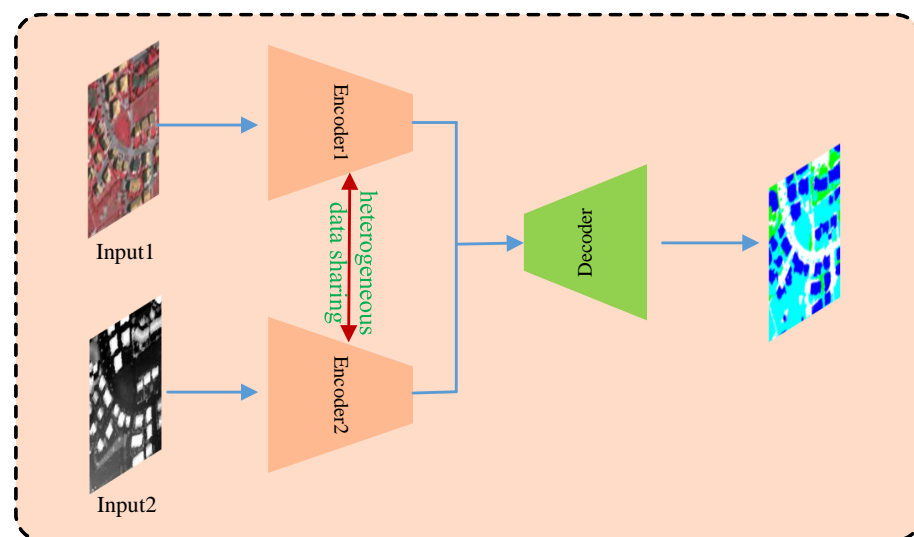 Input1
Encoder1
heterogeneous
data sharing
Encoder2
Input2
Decoder